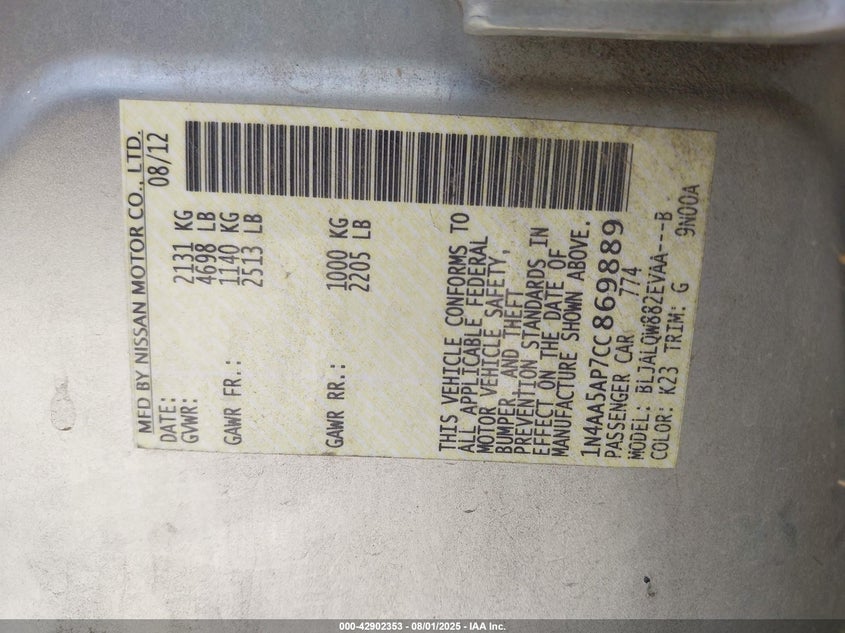 MFD BY NISSAN MOTOR CO., LTD.
DATE: 08/12
GVWR: 2131 KG
4698 LB
GAWR FR.: 1140 KG
2513 LB
GAWR RR.: 1000 KG
2205 LB
THIS VEHICLE CONFORMS TO
ALL APPLICABLE FEDERAL
MOTOR VEHICLE SAFETY,
BUMPER, AND THEFT
PREVENTION STANDARDS IN
EFFECT ON THE DATE OF
MANUFACTURE SHOWN ABOVE.
1N4AA5AP7CC869889
PASSENGER CAR 774
MODEL: BLJALQW882EVAA---B
COLOR: K23 TRIM: G 9N00A
000-42902353 - 08/01/2025 - IAA Inc.